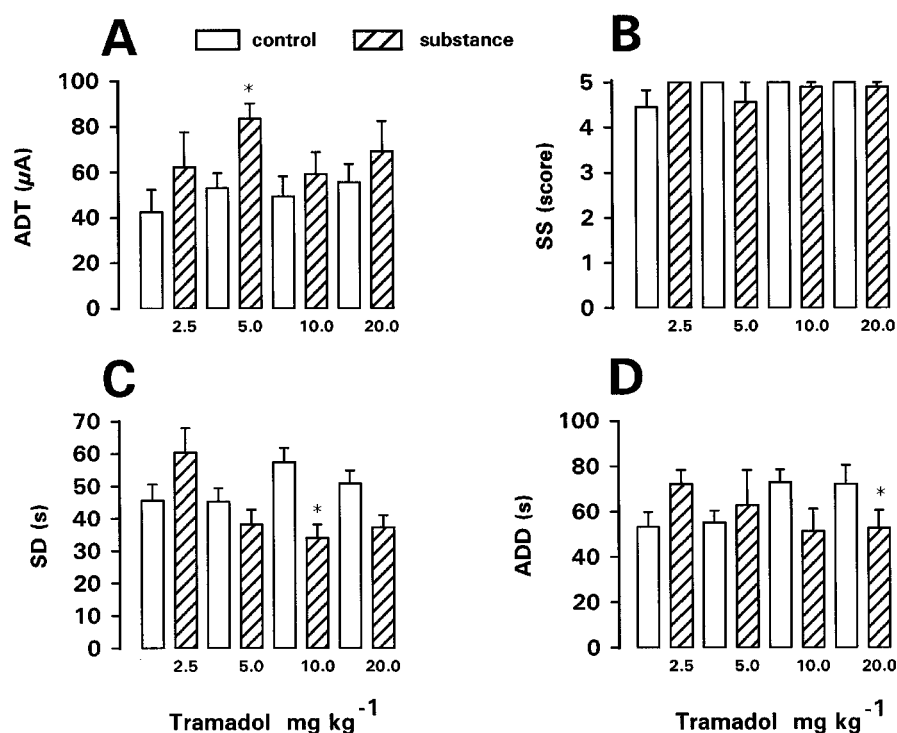 A control substance B
ADT (μA)
100
80
60
40
20
0
*
2.5 5.0 10.0 20.0
SS (score)
5
4
3
2
1
0
2.5 5.0 10.0 20.0
C
SD (s)
70
60
50
40
30
20
10
0
*
2.5 5.0 10.0 20.0
Tramadol mg kg-1
D
ADD (s)
100
80
60
40
20
0
*
2.5 5.0 10.0 20.0
Tramadol mg kg-1